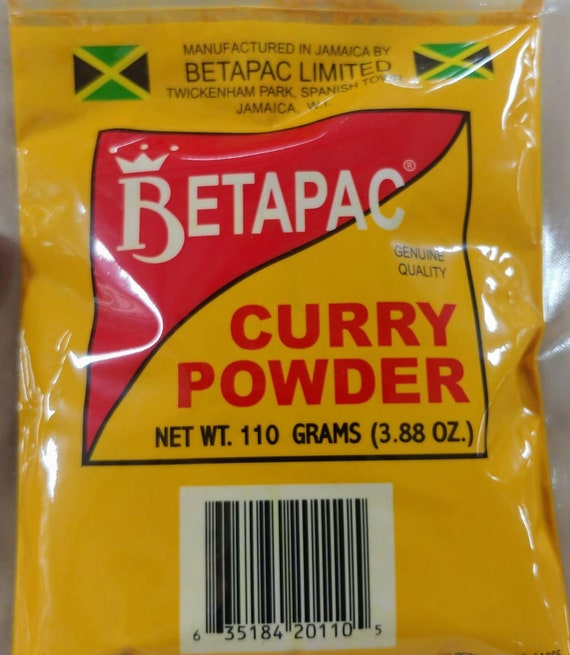 MANUFACTURED IN JAMAICA BY
BETAPAC LIMITED
TWICKENHAM PARK, SPANISH TOWN
JAMAICA, W.I.
BETAPAC®
GENUINE
QUALITY
CURRY
POWDER
NET WT. 110 GRAMS (3.88 OZ.)
6 35184 20110 5